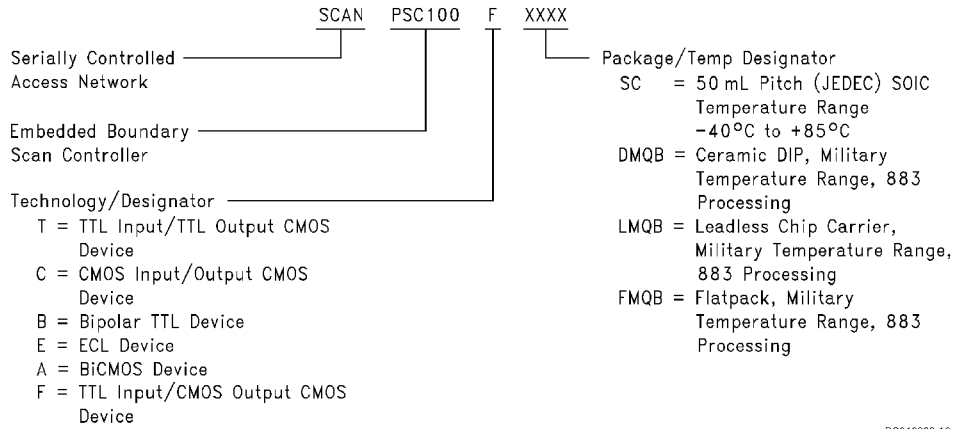 SCAN PSC100 F XXXX
Serially Controlled
Access Network
Embedded Boundary
Scan Controller
Technology/Designator
T = TTL Input/TTL Output CMOS
Device
C = CMOS Input/Output CMOS
Device
B = Bipolar TTL Device
E = ECL Device
A = BiCMOS Device
F = TTL Input/CMOS Output CMOS
Device
Package/Temp Designator
SC = 50 mL Pitch (JEDEC) SOIC
Temperature Range
-40°C to +85°C
DMQB = Ceramic DIP, Military
Temperature Range, 883
Processing
LMQB = Leadless Chip Carrier,
Military Temperature Range,
883 Processing
FMQB = Flatpack, Military
Temperature Range, 883
Processing